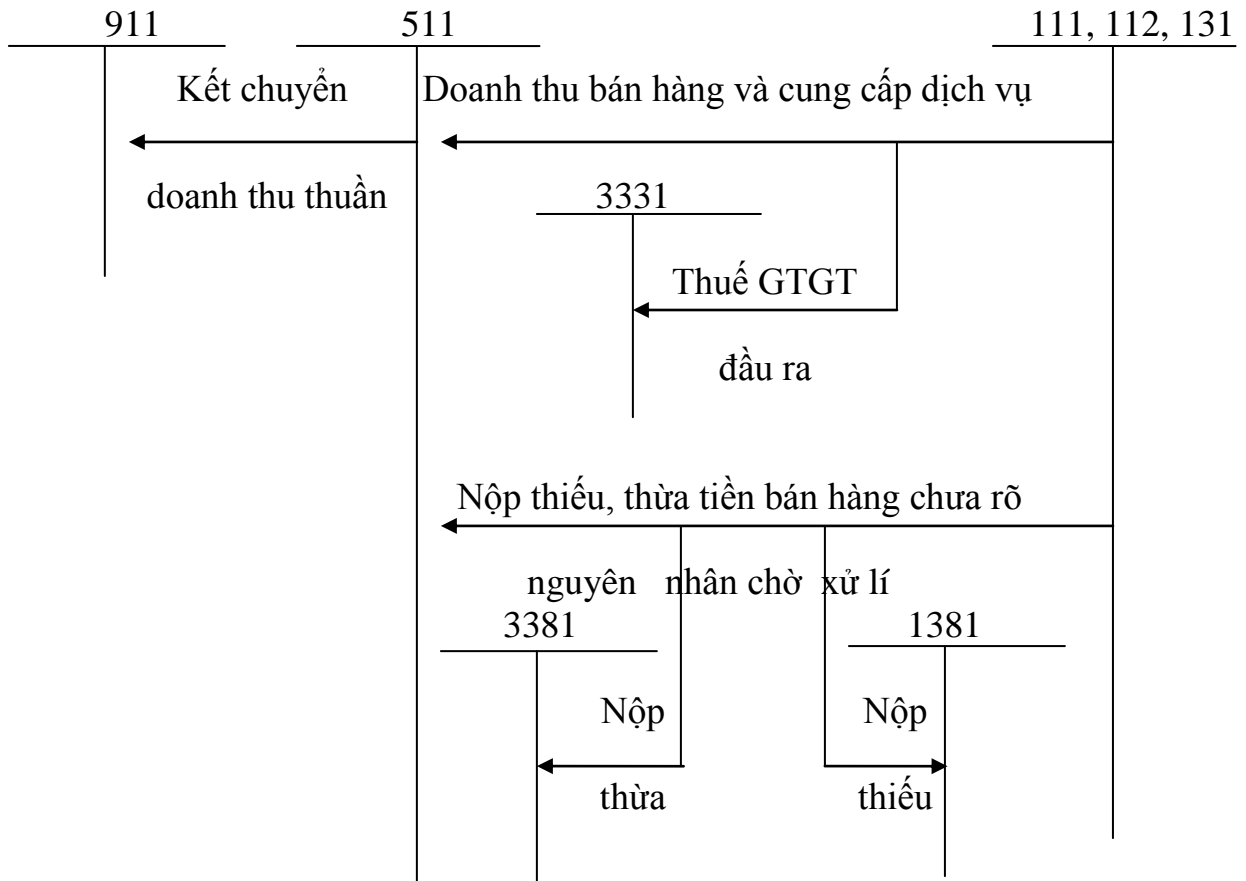 911 511 111, 112, 131
Kết chuyển Doanh thu bán hàng và cung cấp dịch vụ
doanh thu thuần 3331
Thuế GTGT
đầu ra
Nộp thiếu, thừa tiền bán hàng chưa rõ
nguyên nhân chờ xử lí
3381 1381
Nộp Nộp
thừa thiếu